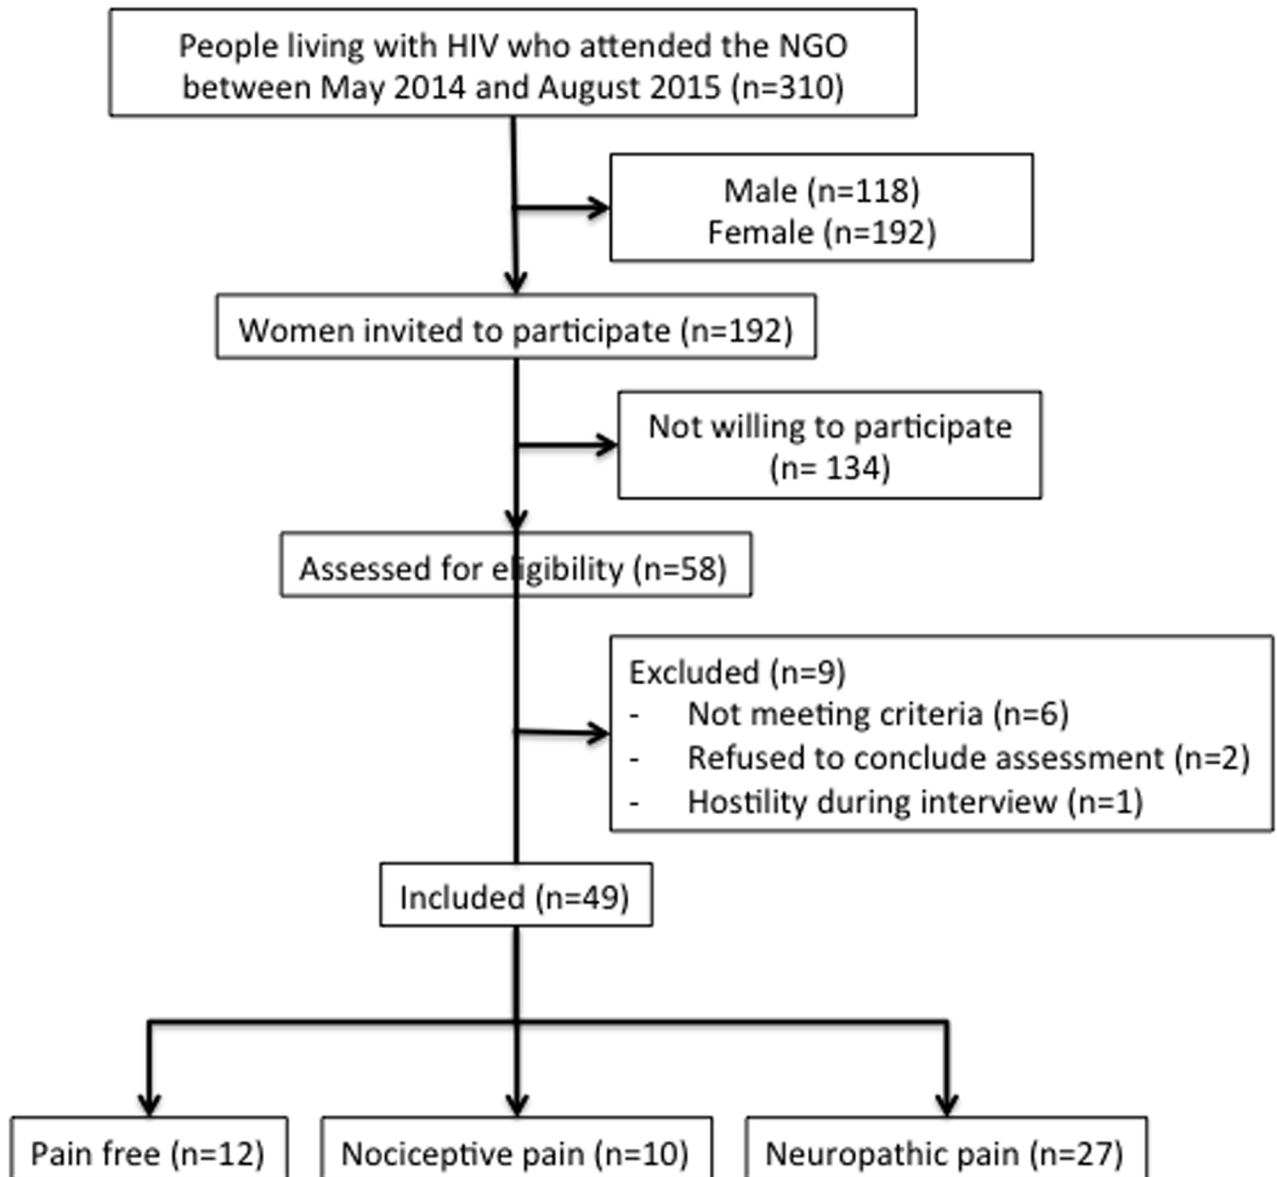 People living with HIV who attended the NGO
between May 2014 and August 2015 (n=310)
Male (n=118)
Female (n=192)
Women invited to participate (n=192)
Not willing to participate
(n= 134)
Assessed for eligibility (n=58)
Excluded (n=9)
- Not meeting criteria (n=6)
- Refused to conclude assessment (n=2)
- Hostility during interview (n=1)
Included (n=49)
Pain free (n=12)
Nociceptive pain (n=10)
Neuropathic pain (n=27)